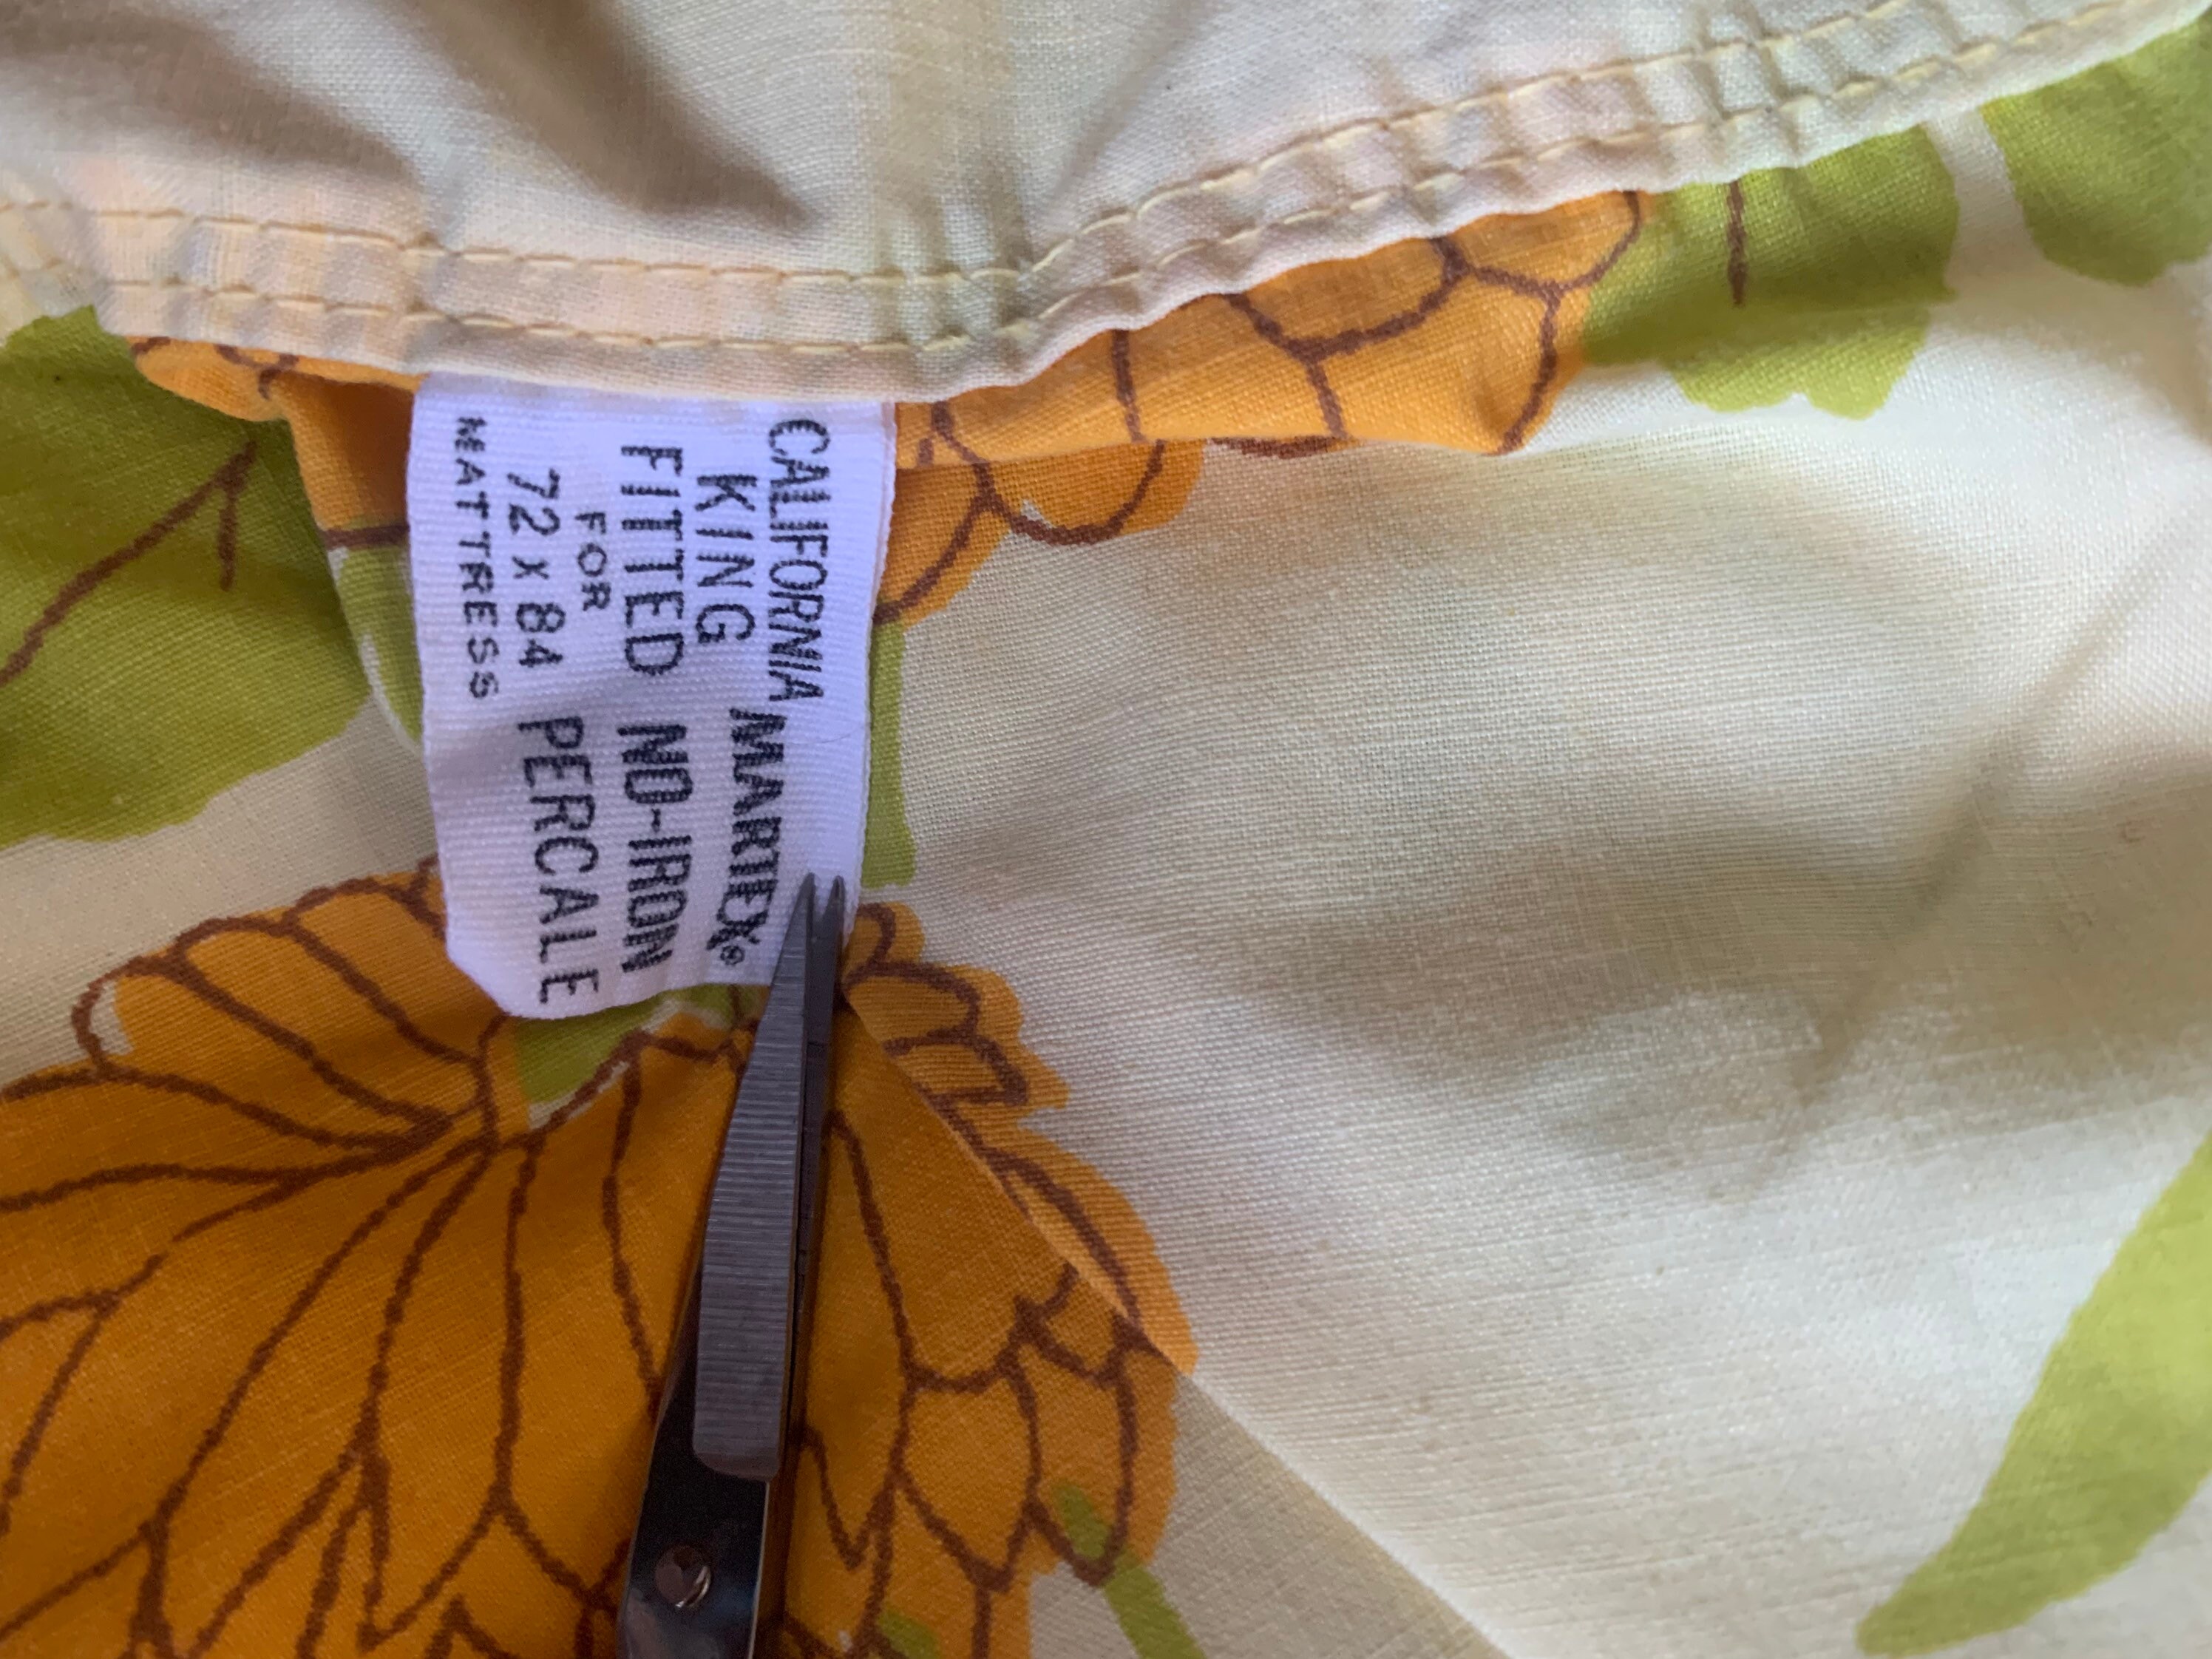 CALIFORNIA
KING
FITTED
FOR
72 x 84
MATTRESS
MARTEX®
NO-IRON
PERCALE